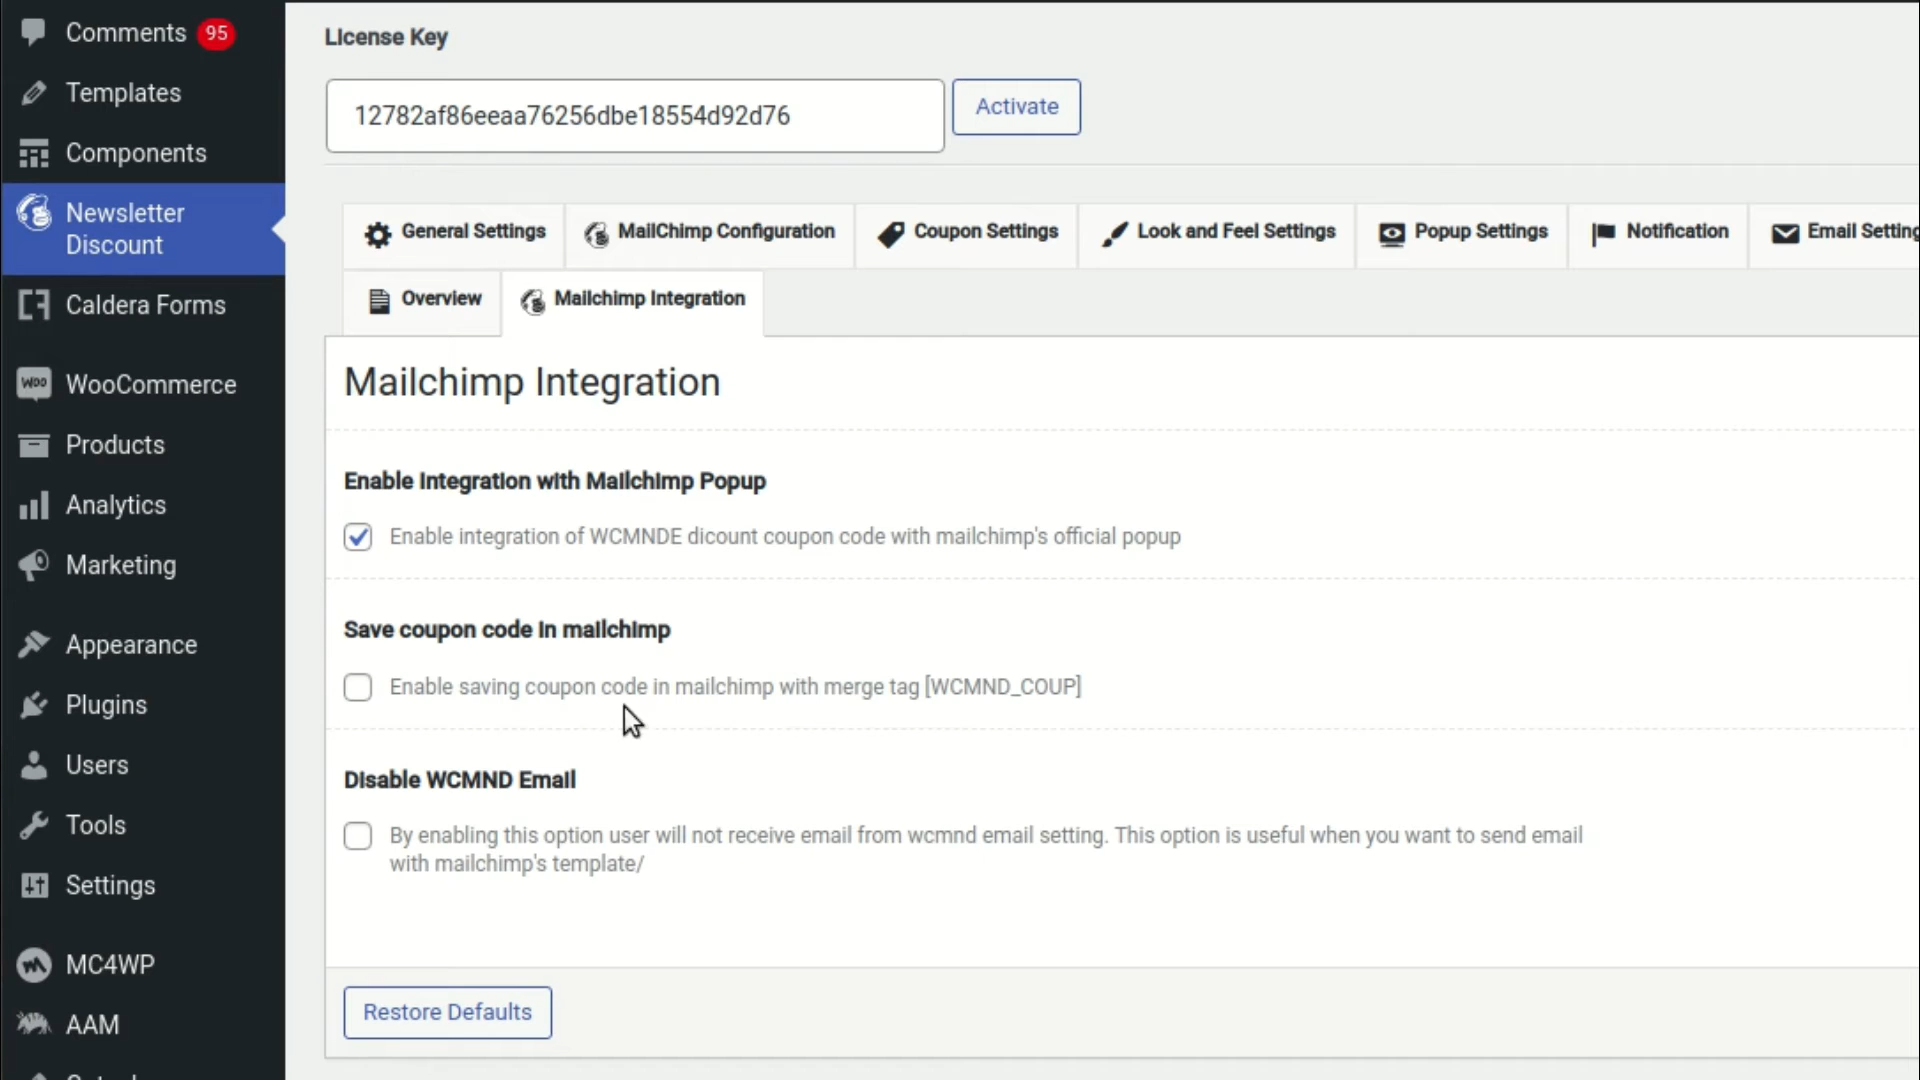 Comments 95
Templates
Components
Newsletter
Discount
Caldera Forms
WOO WooCommerce
Products
Analytics
Marketing
Appearance
Plugins
Users
Tools
Settings
MC4WP
AAM
License Key
12782af86eeaa76256dbe18554d92d76 Activate
General Settings MailChimp Configuration Coupon Settings Look and Feel Settings Popup Settings Notification Email Setting
Overview Mailchimp Integration
Mailchimp Integration
Enable Integration with Mailchimp Popup
Enable integration of WCMNDE dicount coupon code with mailchimp's official popup
Save coupon code in mailchimp
Enable saving coupon code in mailchimp with merge tag [WCMND_COUP]
Disable WCMND Email
By enabling this option user will not receive email from wcmnd email setting. This option is useful when you want to send email
with mailchimp's template/
Restore Defaults